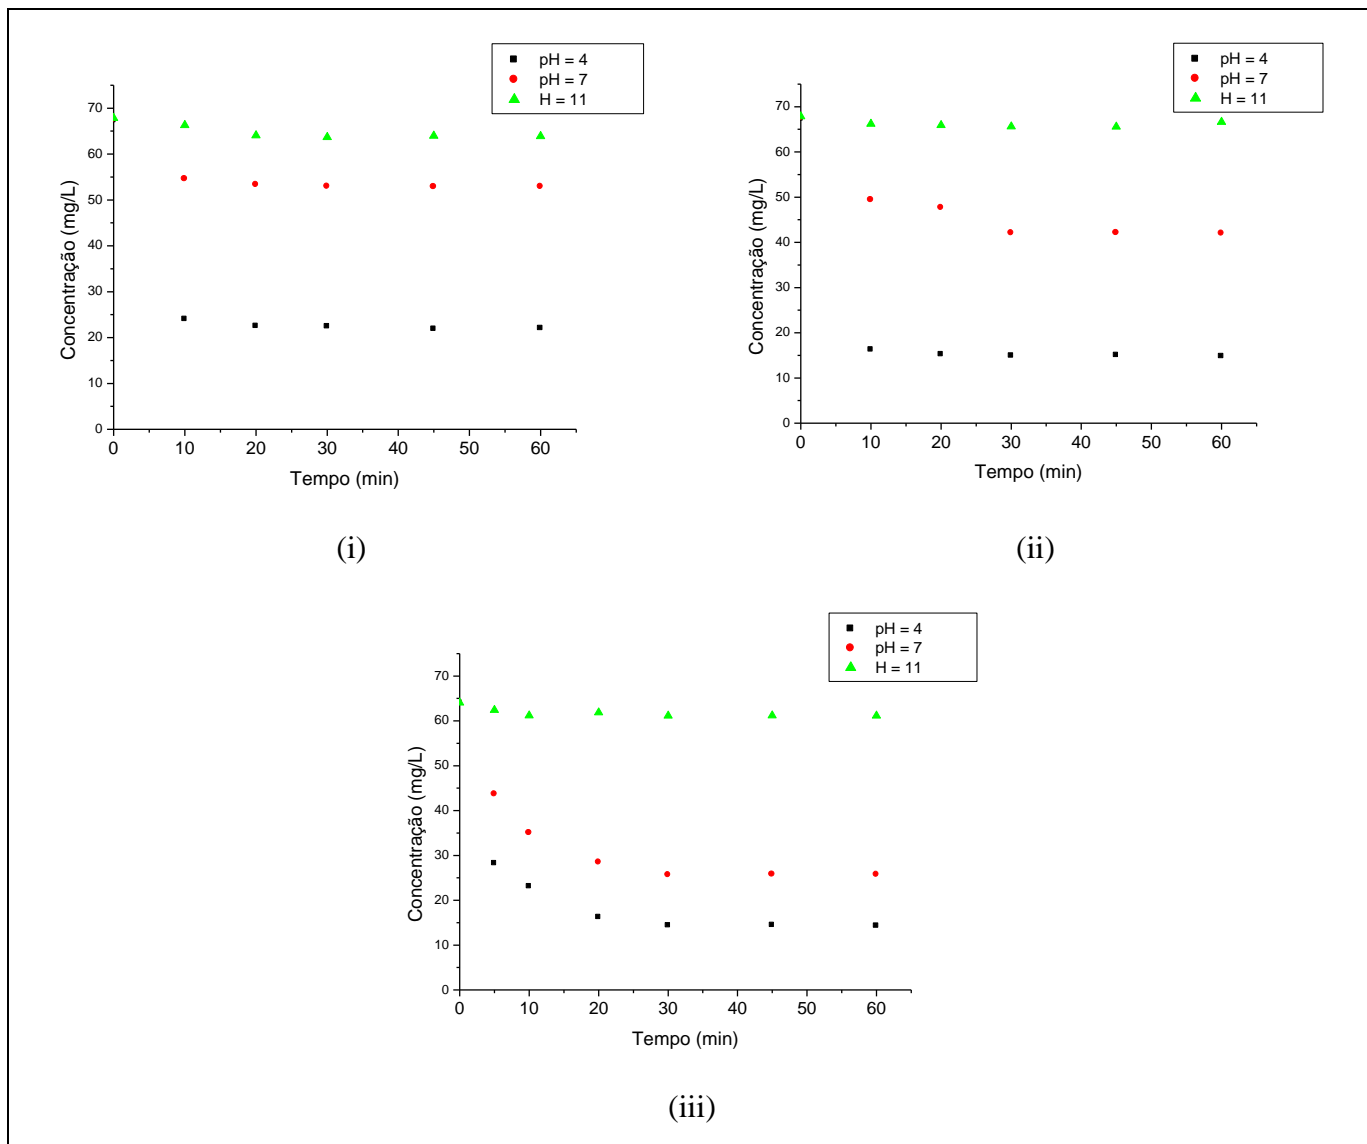 pH = 4
pH = 7
H = 11
Concentração (mg/L)
70
60
50
40
30
20
10
0
0 10 20 30 40 50 60
Tempo (min)
(i)
pH = 4
pH = 7
H = 11
Concentração (mg/L)
70
60
50
40
30
20
10
0
0 10 20 30 40 50 60
Tempo (min)
(ii)
pH = 4
pH = 7
H = 11
Concentração (mg/L)
70
60
50
40
30
20
10
0
0 10 20 30 40 50 60
Tempo (min)
(iii)